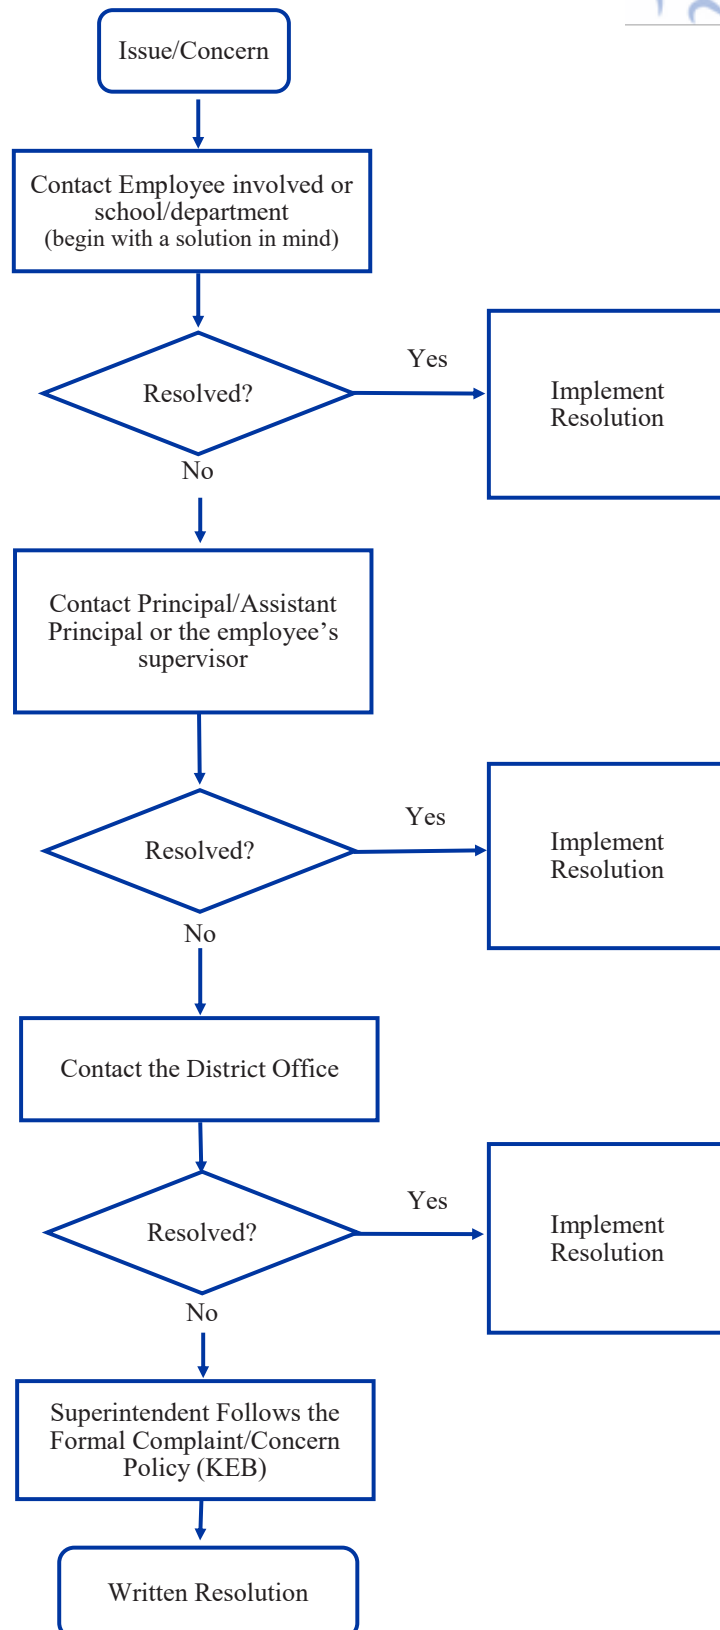 Issue/Concern
Contact Employee involved or
school/department
(begin with a solution in mind)
Resolved?
Yes
Implement
Resolution
No
Contact Principal/Assistant
Principal or the employee’s
supervisor
Resolved?
Yes
Implement
Resolution
No
Contact the District Office
Resolved?
Yes
Implement
Resolution
No
Superintendent Follows the
Formal Complaint/Concern
Policy (KEB)
Written Resolution